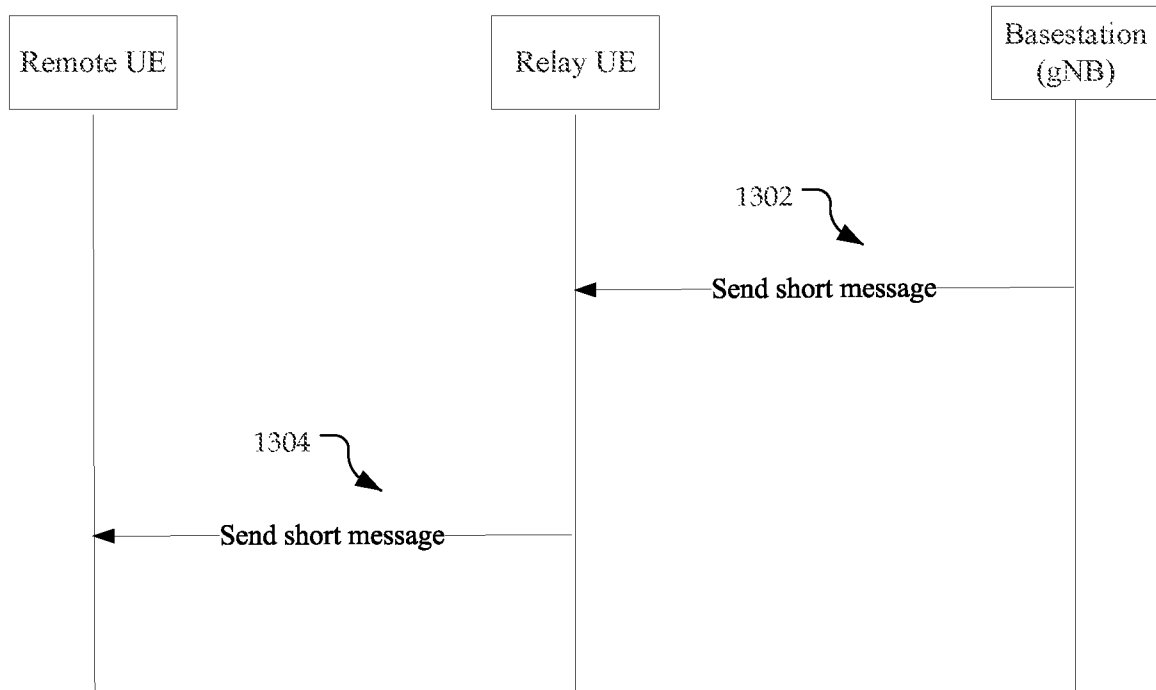 Remote UE
Relay UE
Basestation
(gNB)
1302
Send short message
1304
Send short message